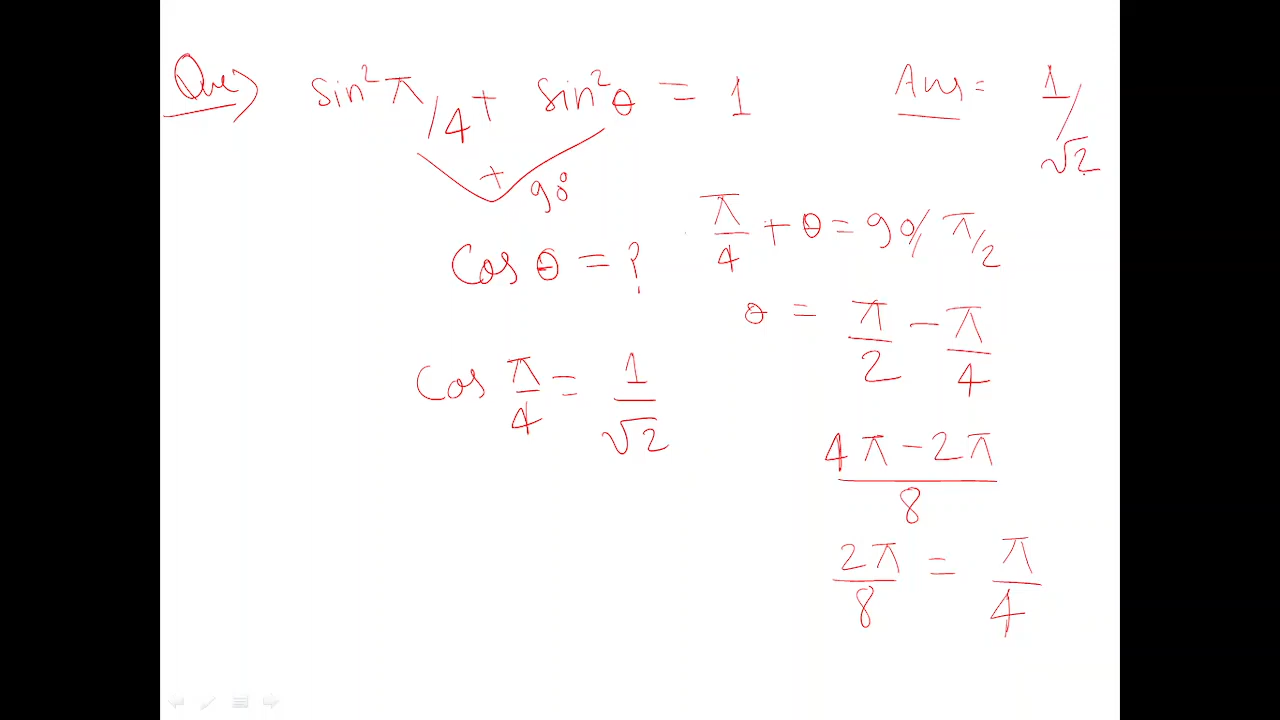 Que) sin²π/4 + sin²θ = 1
Ans = 1/√2
+ 90°
π/4 + θ = 90/, π/2
cos θ = ?
θ = π/2 - π/4
cos π/4 = 1/√2
4π - 2π / 8
2π/8 = π/4